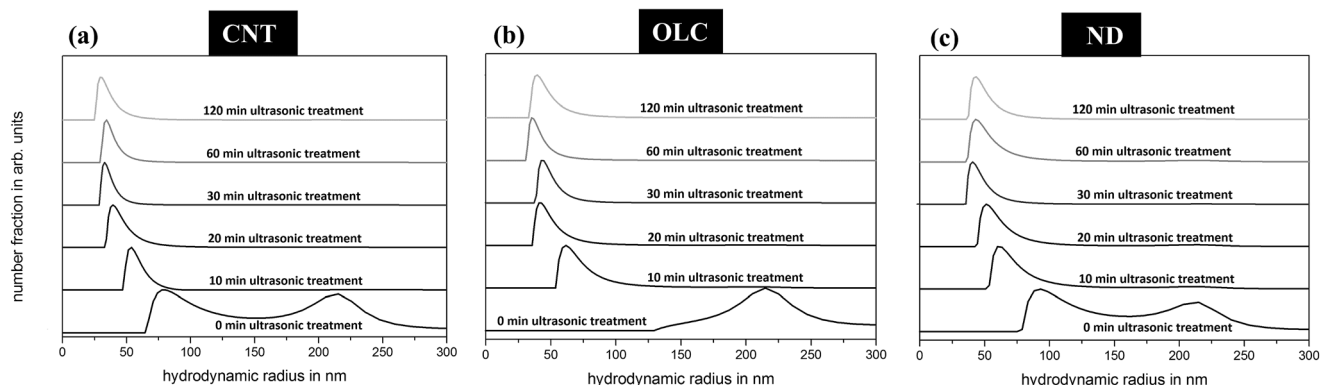 (a) CNT
number fraction in arb. units
120 min ultrasonic treatment
60 min ultrasonic treatment
30 min ultrasonic treatment
20 min ultrasonic treatment
10 min ultrasonic treatment
0 min ultrasonic treatment
0 50 100 150 200 250 300
hydrodynamic radius in nm
(b) OLC
120 min ultrasonic treatment
60 min ultrasonic treatment
30 min ultrasonic treatment
20 min ultrasonic treatment
10 min ultrasonic treatment
0 min ultrasonic treatment
0 50 100 150 200 250 300
hydrodynamic radius in nm
(c) ND
120 min ultrasonic treatment
60 min ultrasonic treatment
30 min ultrasonic treatment
20 min ultrasonic treatment
10 min ultrasonic treatment
0 min ultrasonic treatment
0 50 100 150 200 250 300
hydrodynamic radius in nm